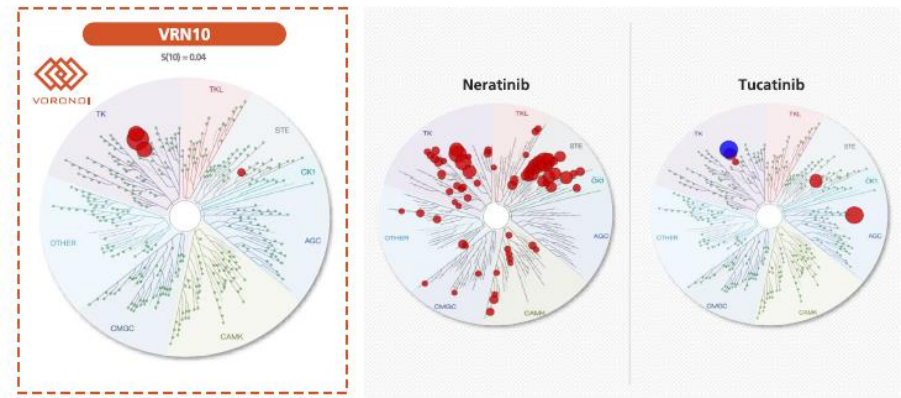 VRN10
S(10) = 0.04
VORONOI
TK
TKL
STE
CK1
AGC
CAMK
CMGC
OTHER
Neratinib
TK
TKL
STE
CK1
AGC
CAMK
CMGC
OTHER
Tucatinib
TK
TKL
STE
CK1
AGC
CAMK
CMGC
OTHER